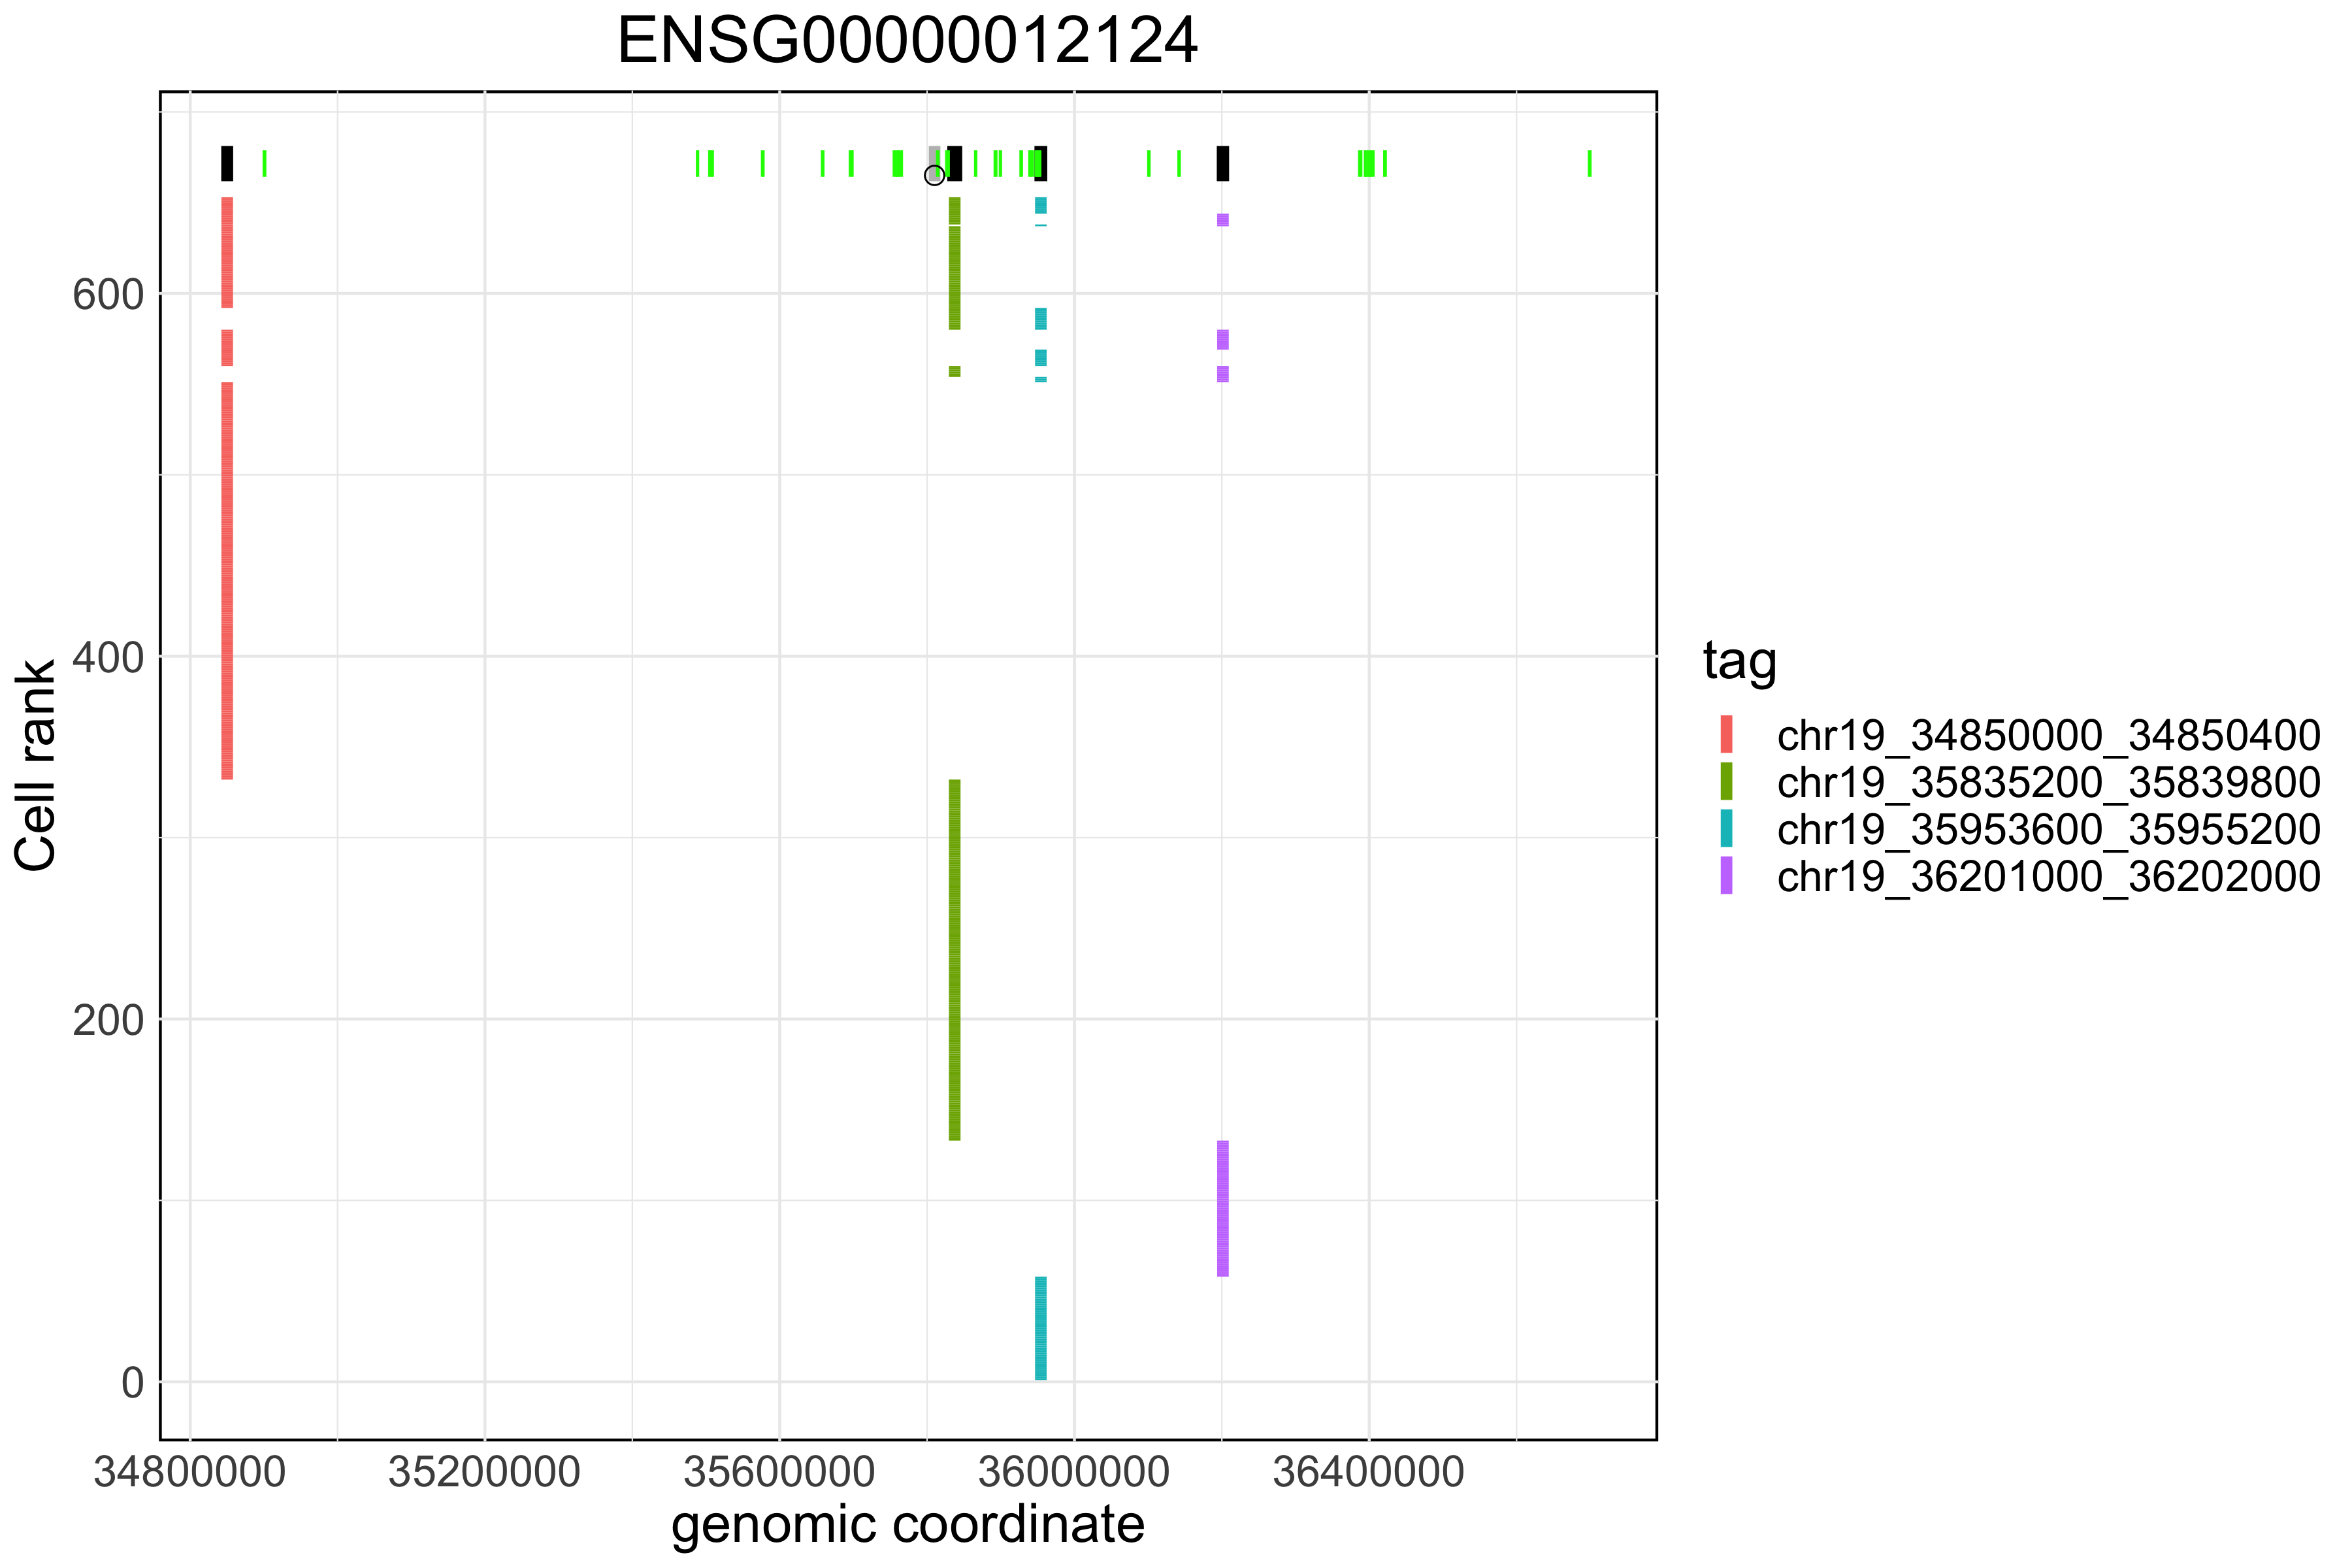 ENSG00000012124
600
400
200
0
Cell rank
34800000
35200000
35600000
36000000
36400000
genomic coordinate
tag
chr19_34850000_34850400
chr19_35835200_35839800
chr19_35953600_35955200
chr19_36201000_36202000